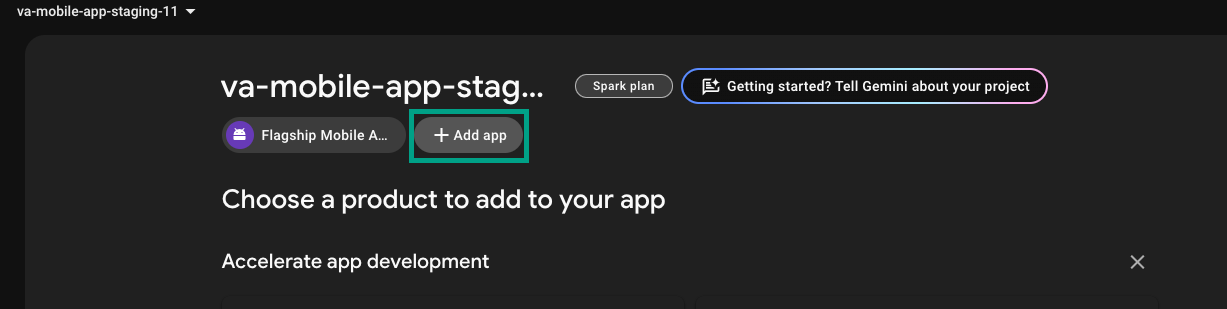 va-mobile-app-staging-11
va-mobile-app-stag...
Spark plan
Getting started? Tell Gemini about your project
Flagship Mobile A...
+ Add app
Choose a product to add to your app
Accelerate app development